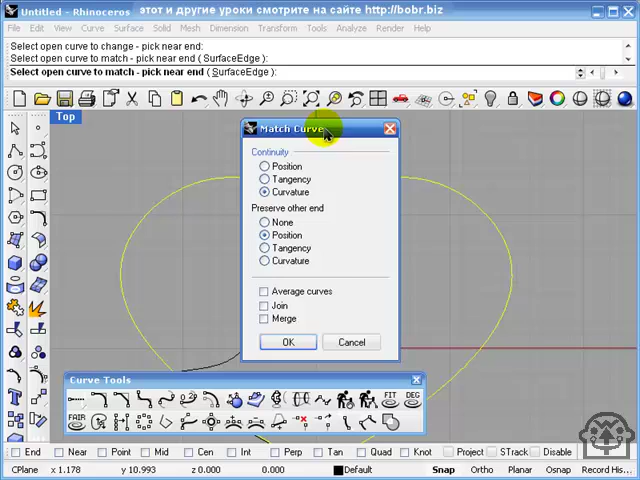 Untitled - Rhinoceros
этот и другие уроки смотрите на сайте http://bobr.biz
File Edit View Curve Surface Solid Mesh Dimension Transform Tools Analyze Render Help
Select open curve to change - pick near end:
Select open curve to match - pick near end ( SurfaceEdge ):
Select open curve to match - pick near end ( SurfaceEdge ):
Top
Match Curve
Continuity
Position
Tangency
Curvature
Preserve other end
None
Position
Tangency
Curvature
Average curves
Join
Merge
OK Cancel
Curve Tools
FIT DEG
FAIR
End Near Point Mid Cen Int Perp Tan Quad Knot Project STrack Disable
CPlane x 1.178 y 10.993 z 0.000 0.000 Default Snap Ortho Planar Osnap Record His...